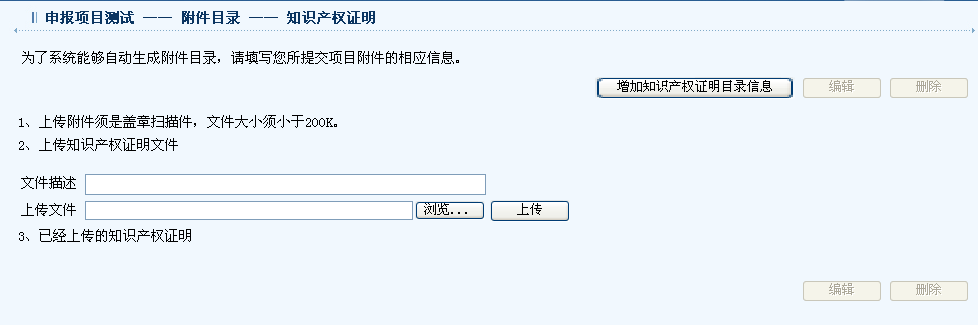 申报项目测试 —— 附件目录 —— 知识产权证明
为了系统能够自动生成附件目录，请填写您所提交项目附件的相应信息。
增加知识产权证明目录信息 编辑 删除
1、上传附件须是盖章扫描件，文件大小须小于200K。
2、上传知识产权证明文件
文件描述
上传文件 浏览... 上传
3、已经上传的知识产权证明
编辑 删除